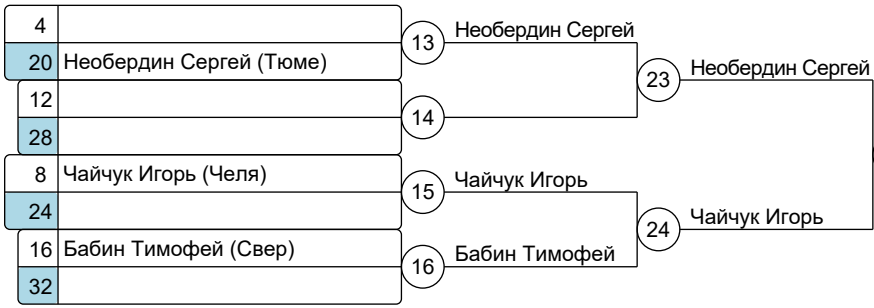 4
20 Необердин Сергей (Тюме)
13 Необердин Сергей
12
28
14
23 Необердин Сергей
8 Чайчук Игорь (Челя)
24
15 Чайчук Игорь
16 Бабин Тимофей (Свер)
32
16 Бабин Тимофей
24 Чайчук Игорь